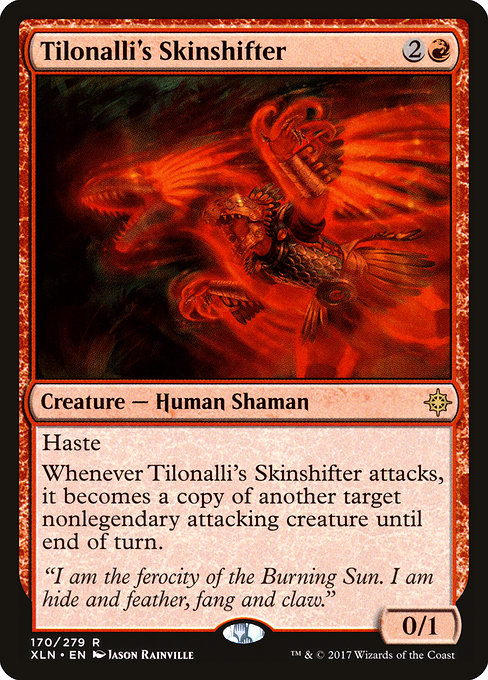 Tilonalli's Skinshifter 2
Creature — Human Shaman
Haste
Whenever Tilonalli's Skinshifter attacks,
it becomes a copy of another target
nonlegendary attacking creature until
end of turn.
“I am the ferocity of the Burning Sun. I am
hide and feather, fang and claw.”
0/1
170/279 R
XLN • EN Jason Rainville
™ & © 2017 Wizards of the Coast